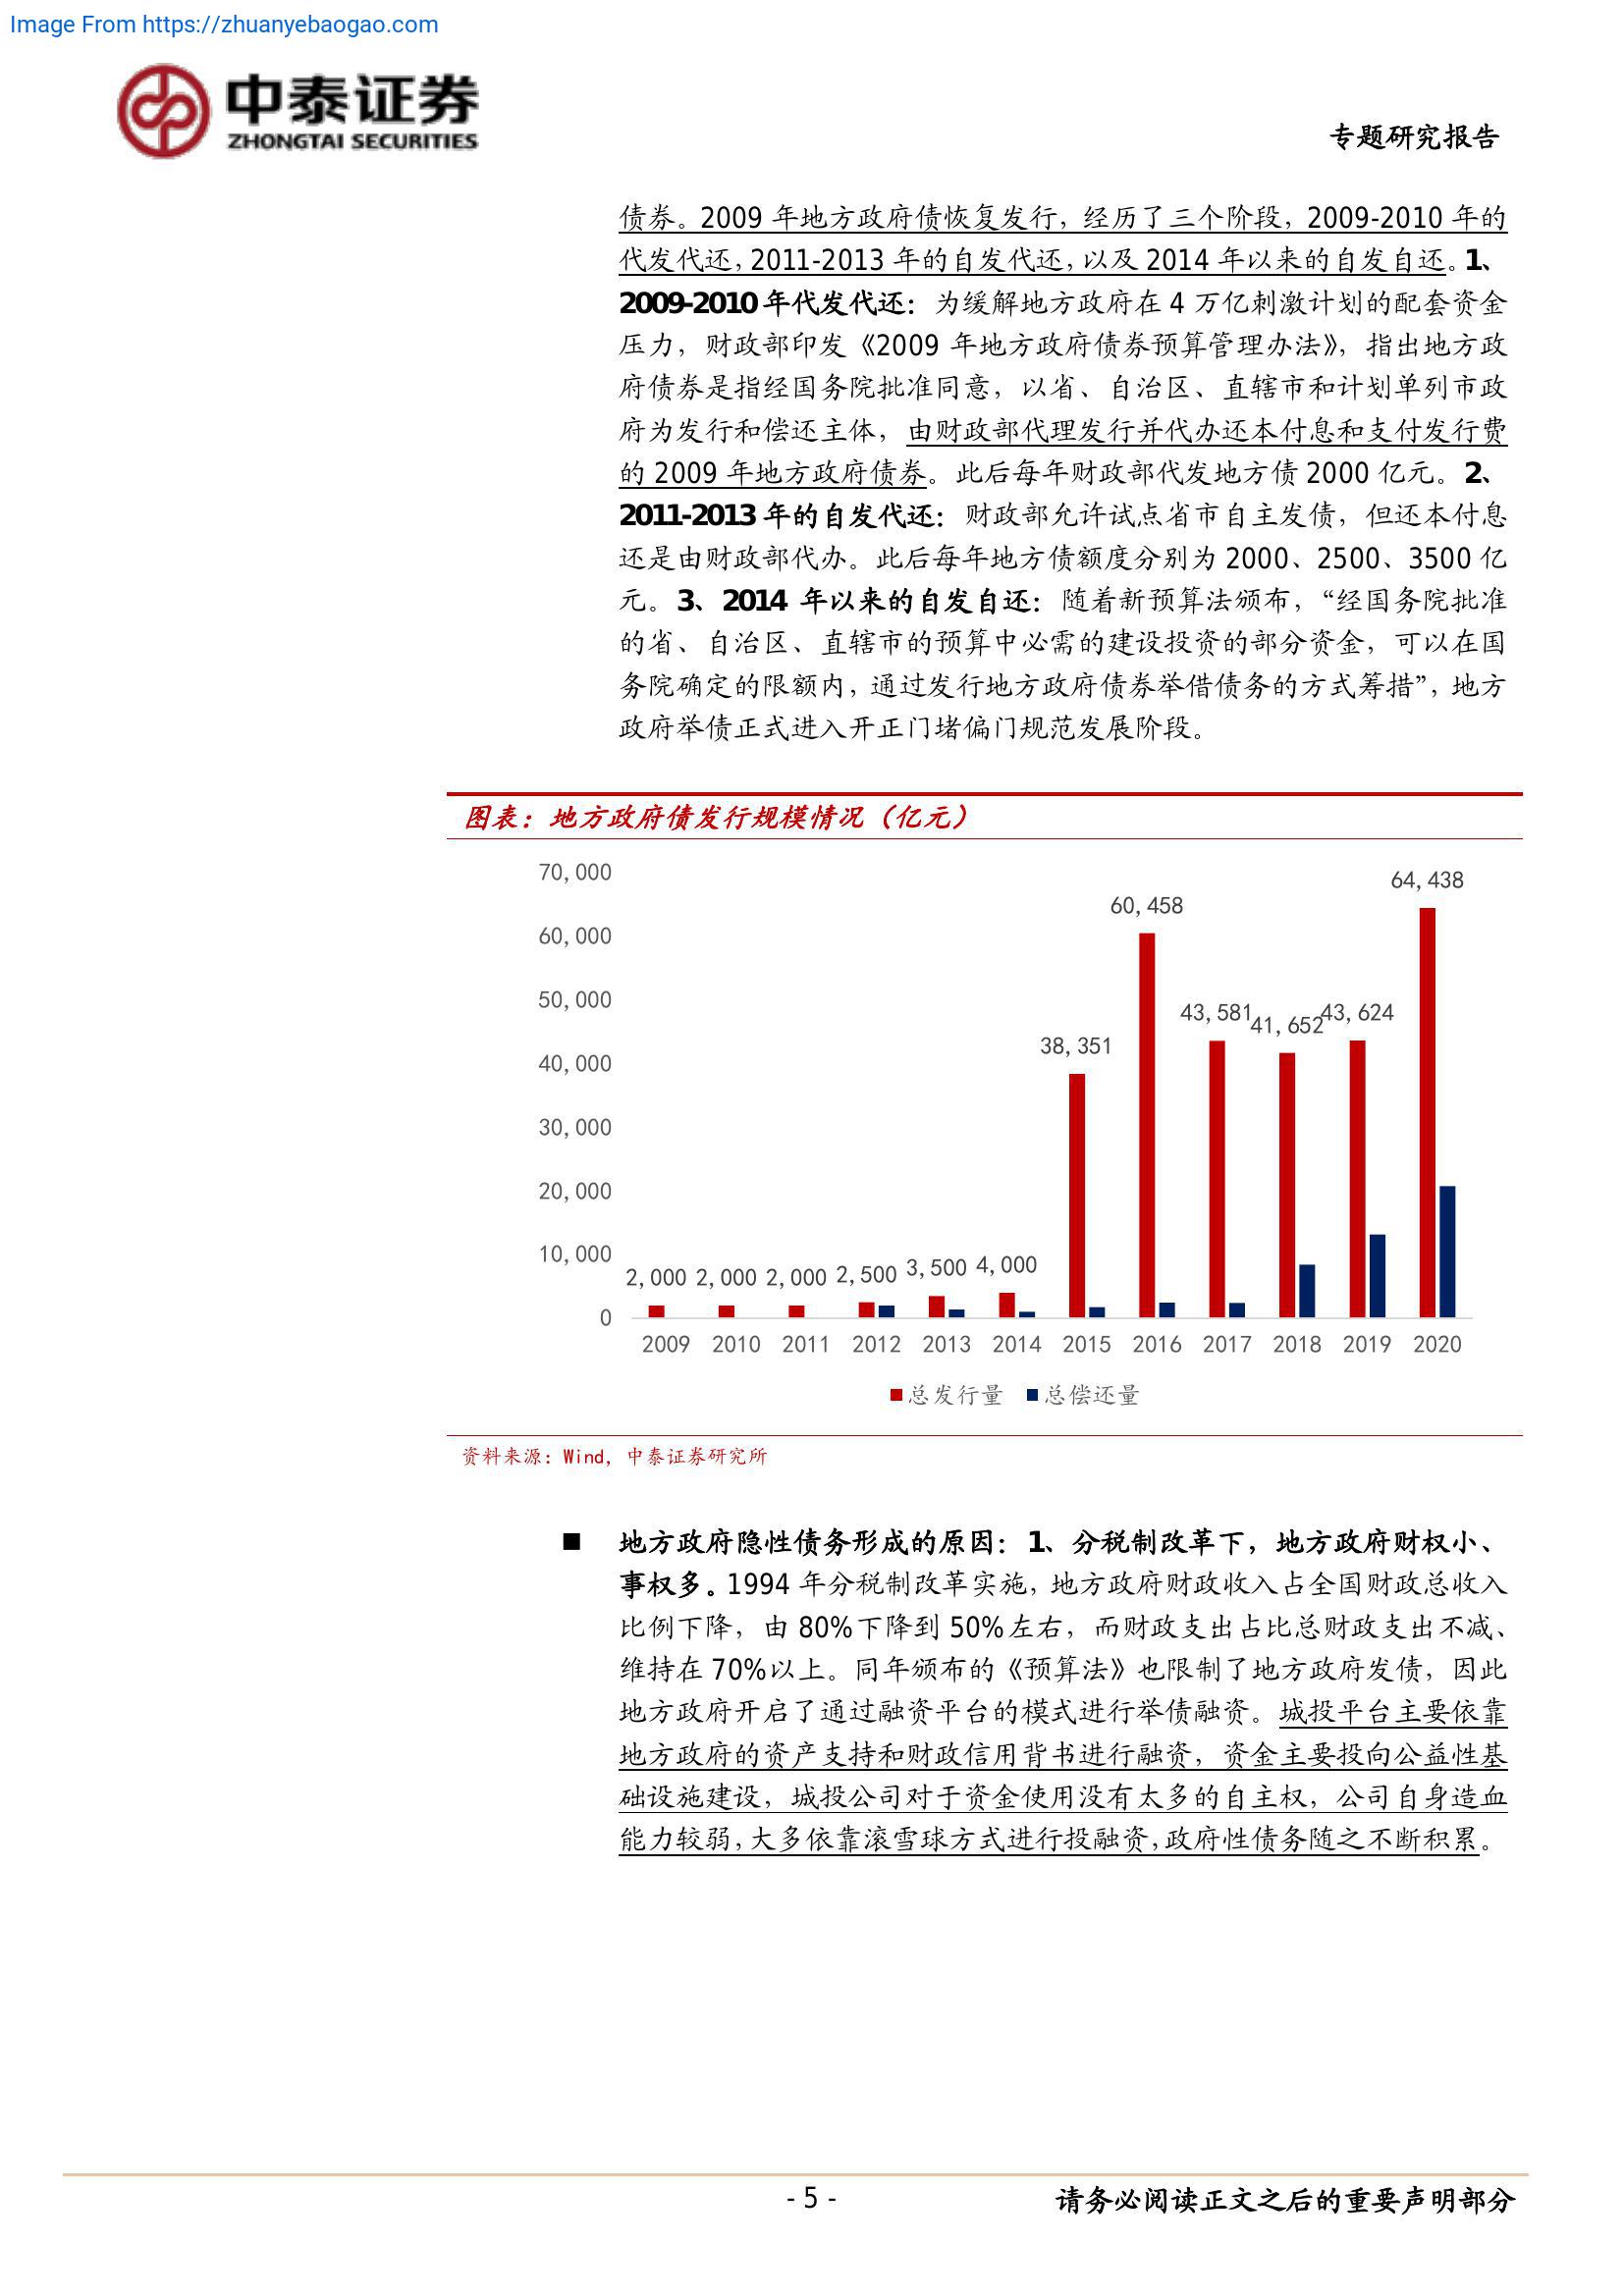 Image From https://zhuanyebaogao.com
中泰证券
ZHONGTAI SECURITIES
专题研究报告
债券。2009 年地方政府债恢复发行，经历了三个阶段，2009-2010 年的
代发代还，2011-2013 年的自发代还，以及 2014 年以来的自发自还。1、
2009-2010 年代发代还：为缓解地方政府在 4 万亿刺激计划的配套资金
压力，财政部印发《2009 年地方政府债券预算管理办法》，指出地方政
府债券是指经国务院批准同意，以省、自治区、直辖市和计划单列市政
府为发行和偿还主体，由财政部代理发行并代办还本付息和支付发行费
的 2009 年地方政府债券。此后每年财政部代发地方债 2000 亿元。2、
2011-2013 年的自发代还：财政部允许试点省市自主发债，但还本付息
还是由财政部代办。此后每年地方债额度分别为 2000、2500、3500 亿
元。3、2014 年以来的自发自还：随着新预算法颁布，“经国务院批准
的省、自治区、直辖市的预算中必需的建设投资的部分资金，可以在国
务院确定的限额内，通过发行地方政府债券举借债务的方式筹措”，地方
政府举债正式进入开正门堵偏门规范发展阶段。
图表：地方政府债发行规模情况（亿元）
70,000
60,000
50,000
40,000
30,000
20,000
10,000
0
2,000 2,000 2,000 2,500 3,500 4,000 38,351 60,458 43,581 41,652 43,624 64,438
2009 2010 2011 2012 2013 2014 2015 2016 2017 2018 2019 2020
总发行量 总偿还量
资料来源：Wind，中泰证券研究所
■ 地方政府隐性债务形成的原因：1、分税制改革下，地方政府财权小、
事权多。1994 年分税制改革实施，地方政府财政收入占全国财政总收入
比例下降，由 80%下降到 50%左右，而财政支出占比总财政支出不减、
维持在 70%以上。同年颁布的《预算法》也限制了地方政府发债，因此
地方政府开启了通过融资平台的模式进行举债融资。城投平台主要依靠
地方政府的资产支持和财政信用背书进行融资，资金主要投向公益性基
础设施建设，城投公司对于资金使用没有太多的自主权，公司自身造血
能力较弱，大多依靠滚雪球方式进行投融资，政府性债务随之不断积累。
- 5 -
请务必阅读正文之后的重要声明部分